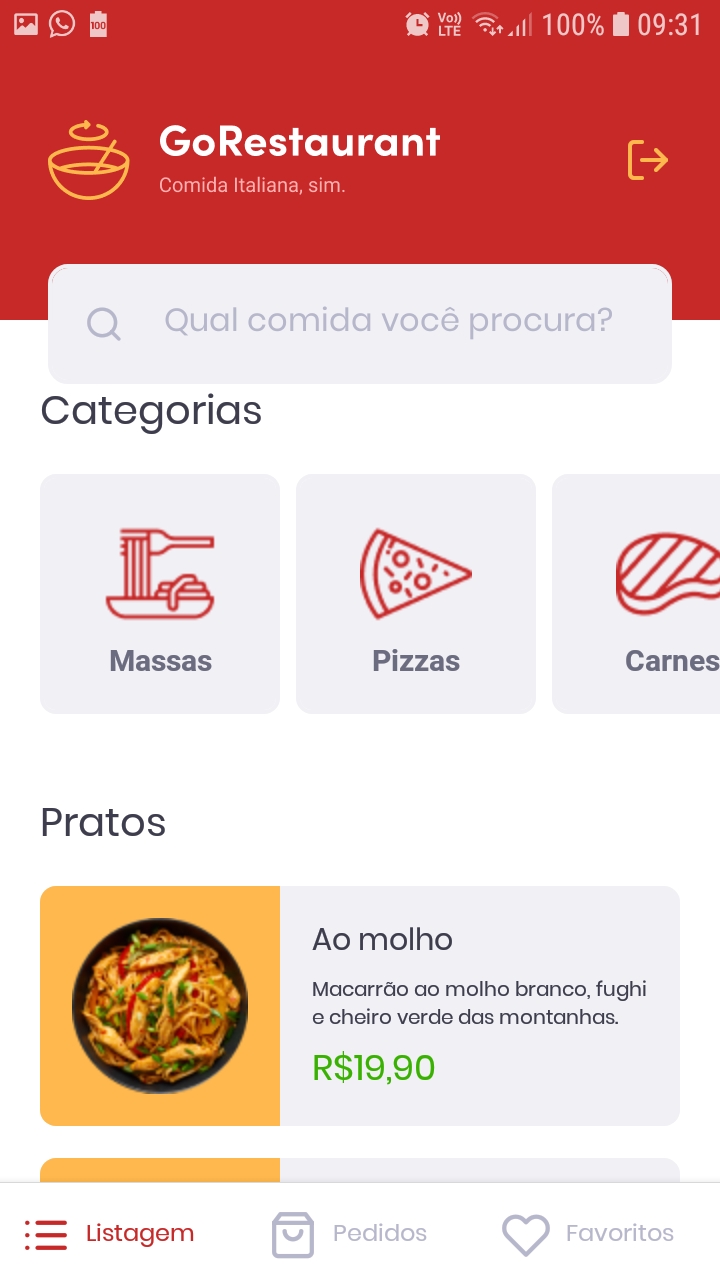 100 Vo)) LTE 100% 09:31
GoRestaurant
Comida Italiana, sim.
Qual comida você procura?
Categorias
Massas Pizzas Carnes
Pratos
Ao molho
Macarrão ao molho branco, fughi
e cheiro verde das montanhas.
R$19,90
Listagem Pedidos Favoritos